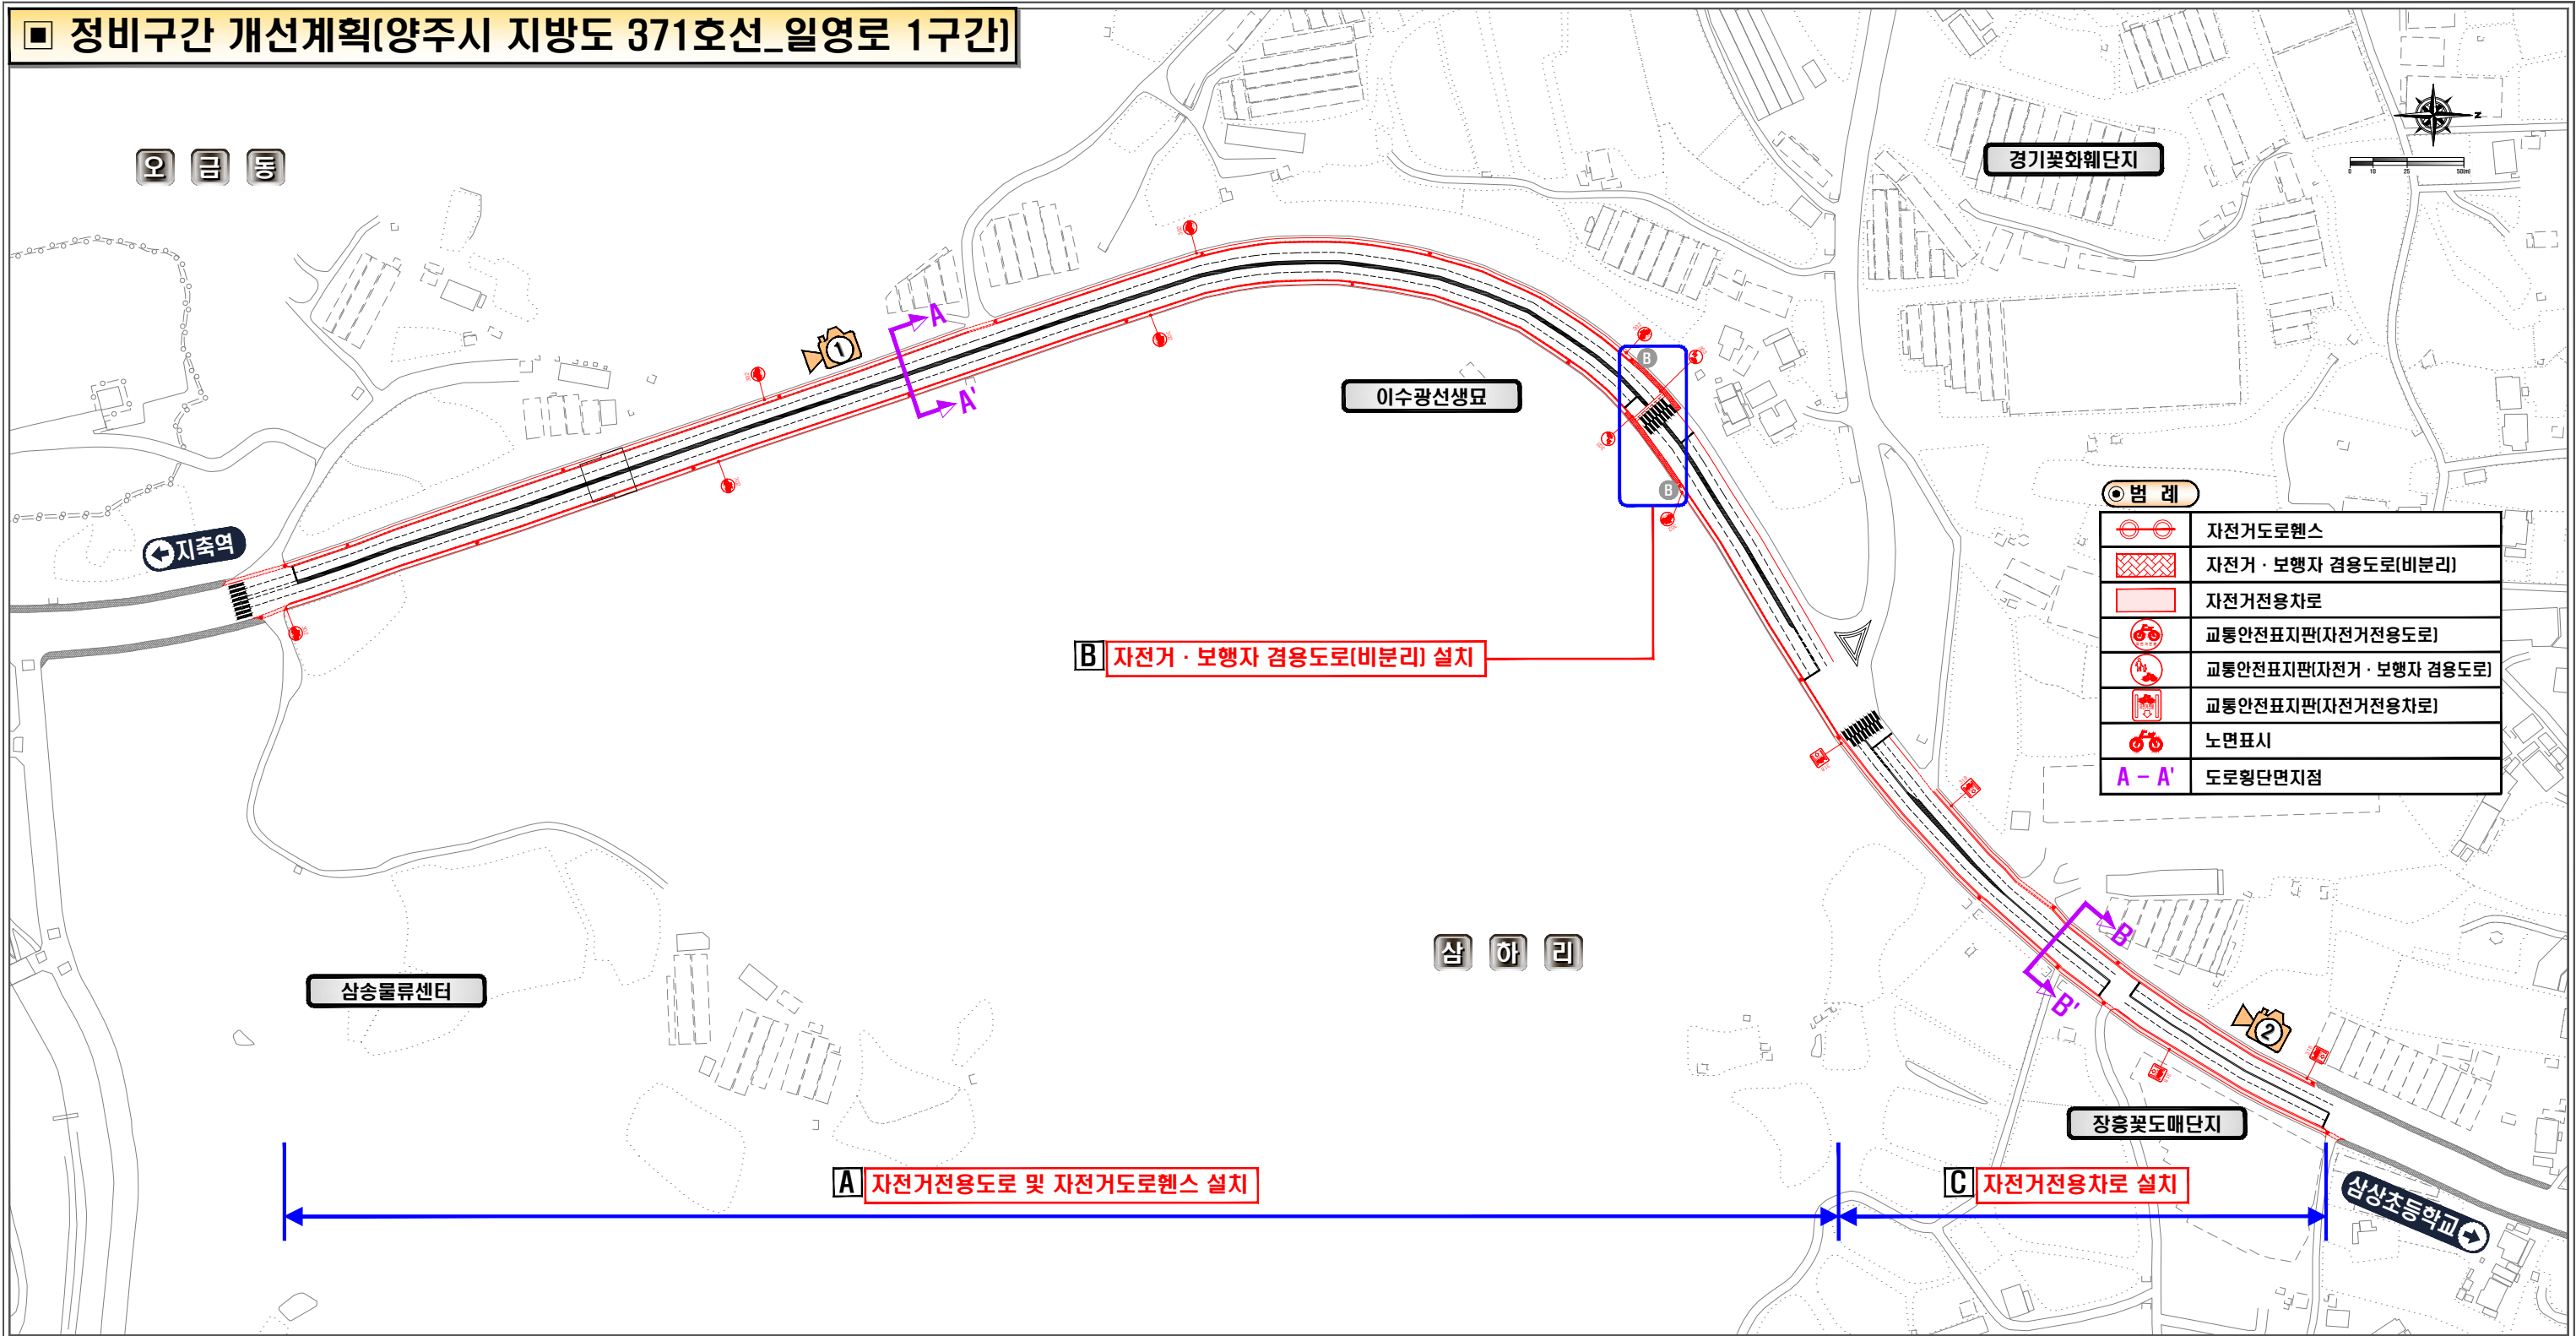 ▣ 정비구간 개선계획(양주시 지방도 371호선_일영로 1구간)
오 금 동
경기꽃화훼단지
N
0 10 25 50(m)
A
1
A'
B
이수광선생묘
B
지축역
◉ 범 례
자전거도로휀스
자전거 · 보행자 겸용도로(비분리)
자전거전용차로
교통안전표지판(자전거전용도로)
교통안전표지판(자전거 · 보행자 겸용도로)
교통안전표지판(자전거전용차로)
노면표시
A - A' 도로횡단면지점
B 자전거 · 보행자 겸용도로(비분리) 설치
삼 하 리
삼송물류센터
B
B'
2
장흥꽃도매단지
A 자전거전용도로 및 자전거도로휀스 설치
C 자전거전용차로 설치
삼상초등학교